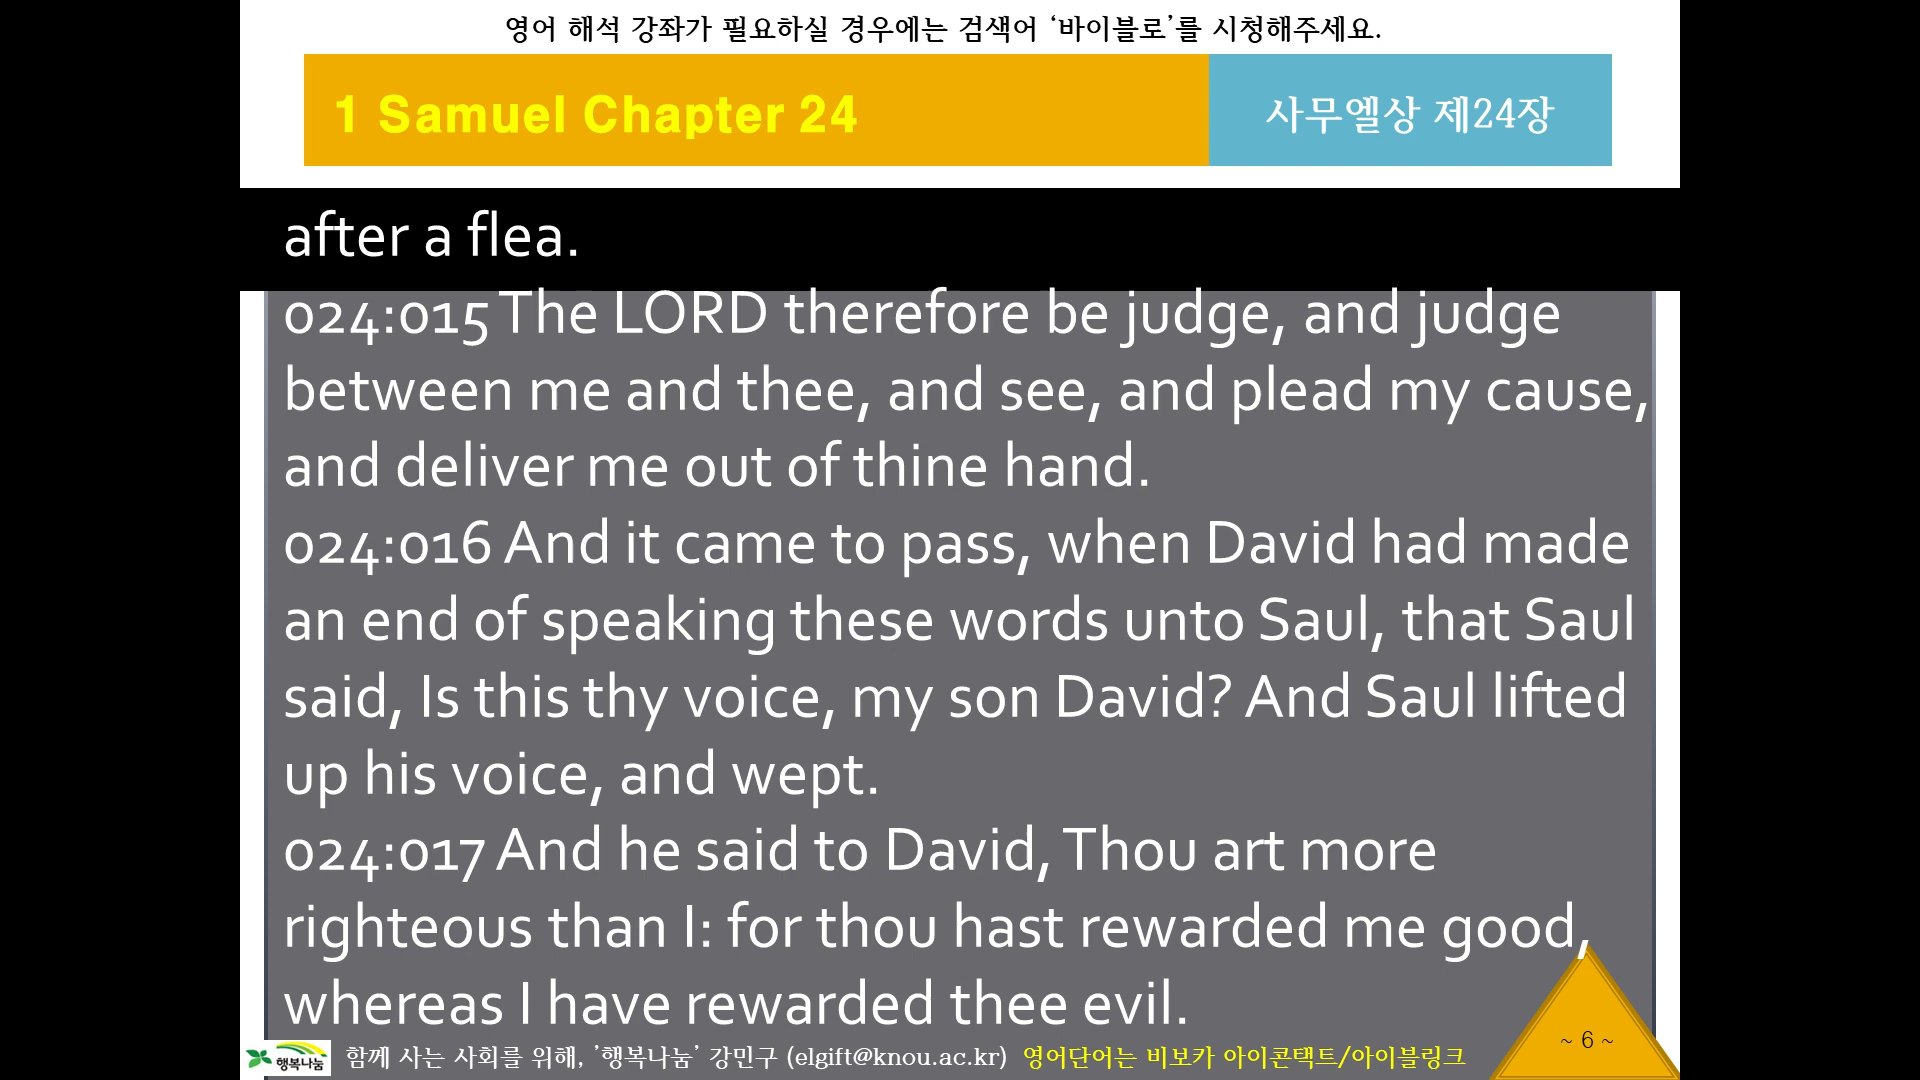 영어 해석 강좌가 필요하실 경우에는 검색어 ‘바이블로’를 시청해주세요.
1 Samuel Chapter 24
사무엘상 제24장
after a flea.
024:015 The LORD therefore be judge, and judge
between me and thee, and see, and plead my cause,
and deliver me out of thine hand.
024:016 And it came to pass, when David had made
an end of speaking these words unto Saul, that Saul
said, Is this thy voice, my son David? And Saul lifted
up his voice, and wept.
024:017 And he said to David, Thou art more
righteous than I: for thou hast rewarded me good,
whereas I have rewarded thee evil.
~ 6 ~
행복나눔
함께 사는 사회를 위해, ’행복나눔’ 강민구 (elgift@knou.ac.kr) 영어단어는 비보카 아이콘택트/아이블링크